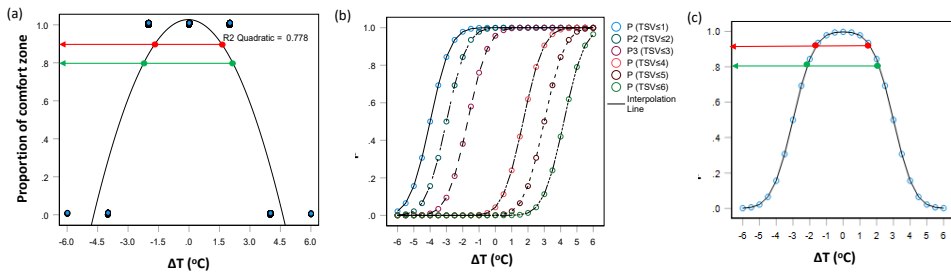 (a)
Proportion of comfort zone
1.0
.8
.6
.4
.2
.0
R2 Quadratic = 0.778
-6.0 -4.5 -3.0 -1.5 .0 1.5 3.0 4.5 6.0
ΔT (ºC)
(b)
1.0
.8
.6
.4
.2
.0
-6 -5 -4 -3 -2 -1 0 1 2 3 4 5 6
ΔT (ºC)
P (TSV≤1)
P2 (TSV≤2)
P3 (TSV≤3)
P (TSV≤4)
P (TSV≤5)
P (TSV≤6)
Interpolation
Line
(c)
1.0
.8
.6
.4
.2
.0
-6 -5 -4 -3 -2 -1 0 1 2 3 4 5 6
ΔT (ºC)